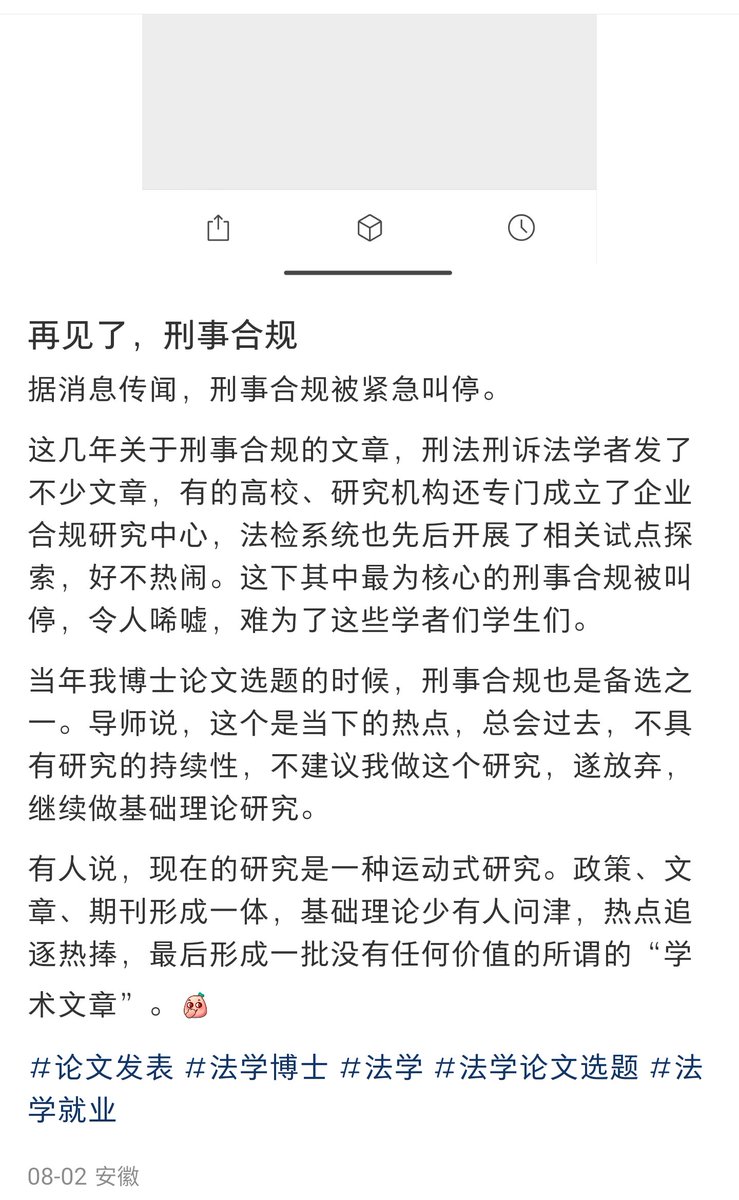 再见了，刑事合规
据消息传闻，刑事合规被紧急叫停。
这几年关于刑事合规的文章，刑法刑诉法学者发了
不少文章，有的高校、研究机构还专门成立了企业
合规研究中心，法检系统也先后开展了相关试点探
索，好不热闹。这下其中最为核心的刑事合规被叫
停，令人唏嘘，难为了这些学者们学生们。
当年我博士论文选题的时候，刑事合规也是备选之
一。导师说，这个是当下的热点，总会过去，不具
有研究的持续性，不建议我做这个研究，遂放弃，
继续做基础理论研究。
有人说，现在的研究是一种运动式研究。政策、文
章、期刊形成一体，基础理论少有人问津，热点追
逐热捧，最后形成一批没有任何价值的所谓的“学
术文章”。
#论文发表 #法学博士 #法学 #法学论文选题 #法
学就业
08-02 安徽